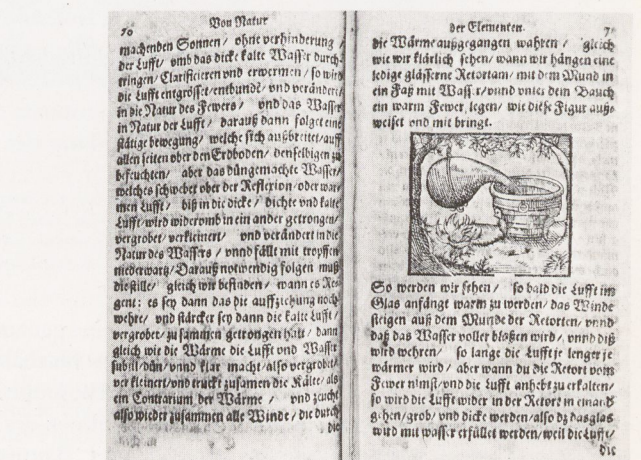 70
Von Natur
machenden Sonnen / ohne verhinderung /
der Lufft / vmb das dicke kalte Wasser durch-
tringen / Clarificieren vnd erwermen / so wird
die Lufft entgrösset / entbunde / vnd verändert /
in die Natur des Fewers / vnd das Wasser
in Natur der Lufft / darauß dann folget eine
stätige bewegung / welche sich außbreitet / auff
allen seiten ober den Erdboden / denselbigen zu
befeuchten / aber das düngemachte Wasser /
welches schwebet ober der Reflexion / oder war-
men Lufft / biß in die dicke / dichte vnd kalte
Lufft / wird wideromb in ein ander getrongen /
vergrobet / verkleinert / vnd verändert in die
Natur des Wassers / vnnd fällt mit tropffen
niederwartz / Darauß notwendig folgen muß
die stille / gleich wir befinden / wann es Re-
gent : es sey dann das die auffziehung noch
wehre / vnd stärcker sey dann die kalte Lufft /
vergrobet / zusammen getrongen hatt / dann
gleich wie die Wärme die Lufft vnd Wasser
subtil / dün / vnnd klar macht / also vergrobet /
verkleinert / vnd truckt zusamen die Kälte / als
ein Contrarium der Wärme / vnd zeucht
also wieder zusammen alle Winde / die durch
die
der Elementen.
die Wärme außgegangen wahren / gleich
wie wir klärlich sehen / wann wir hängen eine
ledige glässerne Retortam / mit dem Mund in
ein Faß mit Wasser / vnnd vnter dem Bauch
ein warm Fewer legen / wie diese Figur auß-
weiset vnd mit bringt.
So werden wir sehen / so bald die Lufft im
Glas anfängt warm zu werden / das Winde
steigen auß dem Munde der Retorten / vnnd
daß das Wasser voller bloßen wird / vnnd diß
wird wehren / so lange die Lufft je lenger je
wärmer wird / aber wann du die Retort vom
Fewer nimst / vnd die Lufft anhebt zu erkalten /
so wird die Lufft wider in der Retort in einand
gehen / grob / vnd dicke werden / also dz das glas
wird mit wasser erfüllet werden / weil die Lufft /
die